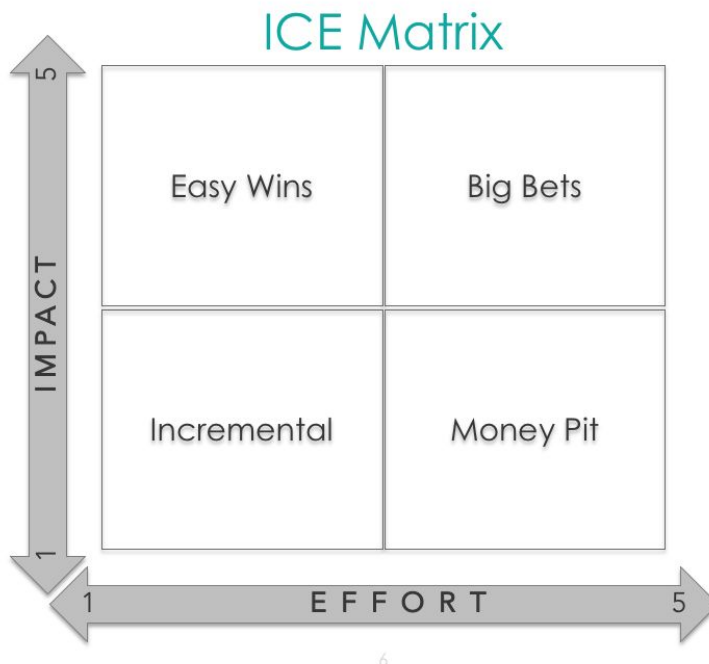 ICE Matrix
5
Easy Wins
Big Bets
IMPACT
Incremental
Money Pit
1
1
EFFORT
5
6